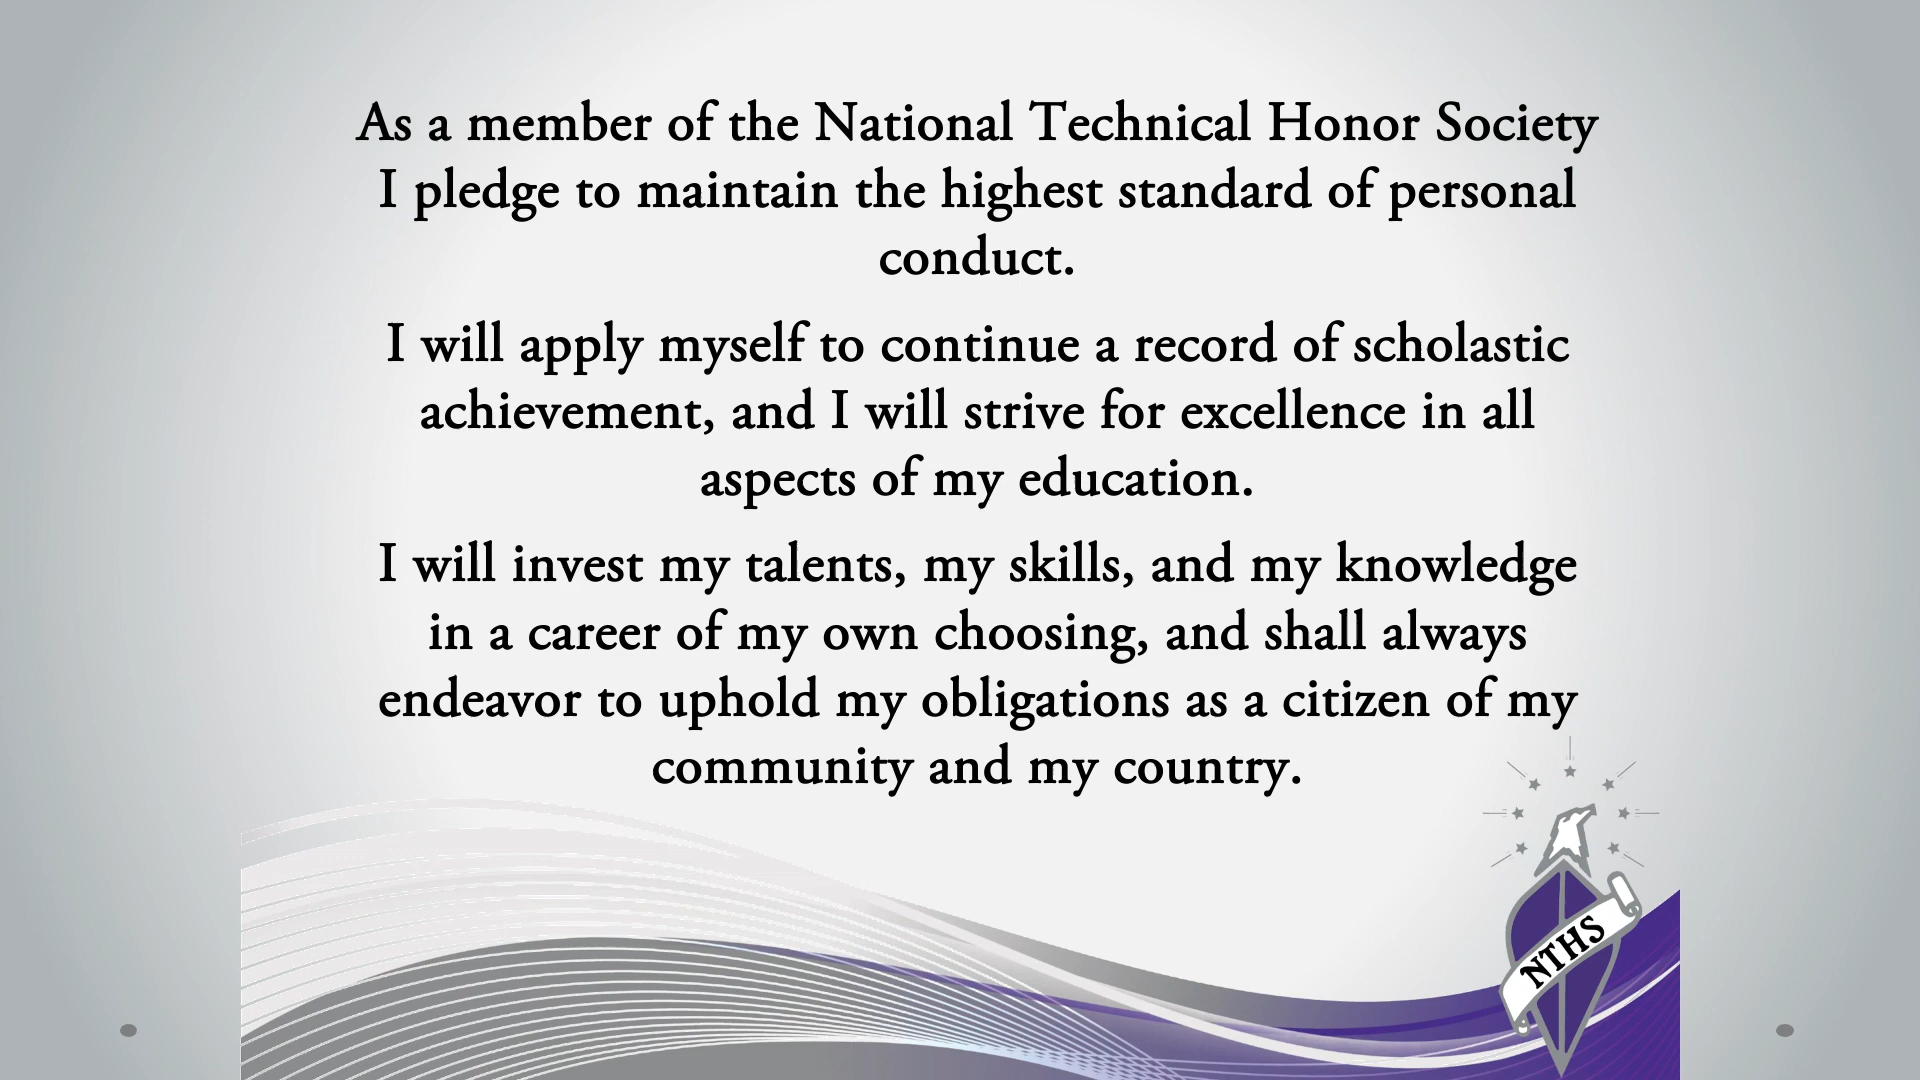 As a member of the National Technical Honor Society
I pledge to maintain the highest standard of personal
conduct.
I will apply myself to continue a record of scholastic
achievement, and I will strive for excellence in all
aspects of my education.
I will invest my talents, my skills, and my knowledge
in a career of my own choosing, and shall always
endeavor to uphold my obligations as a citizen of my
community and my country.
NTHS